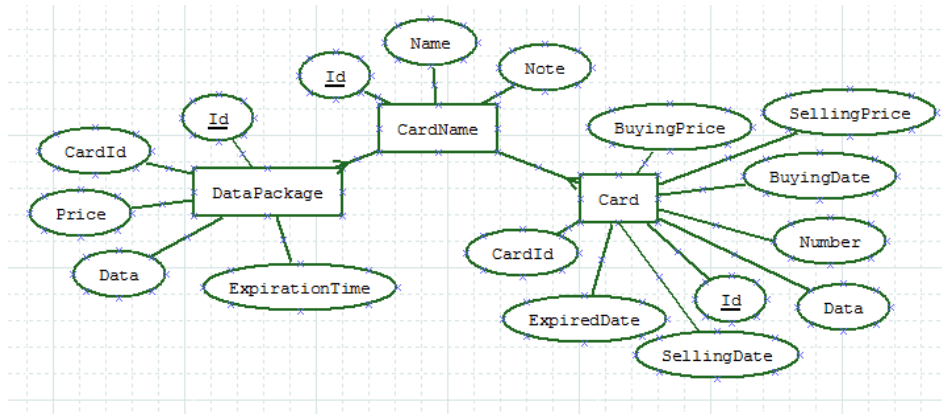 Name
Id
Note
CardName
Id
CardId
DataPackage
Price
Data
ExpirationTime
BuyingPrice
SellingPrice
BuyingDate
Card
Number
CardId
Id
Data
ExpiredDate
SellingDate